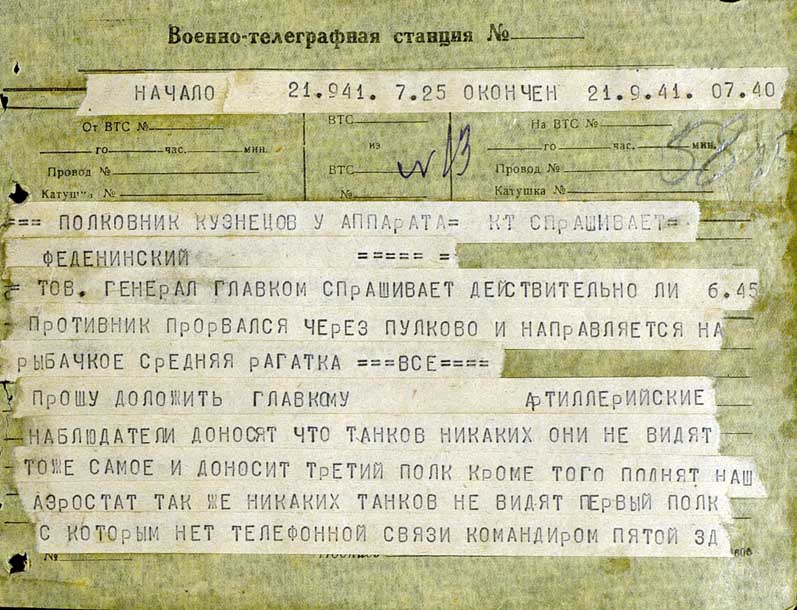 Военно-телеграфная станция №
НАЧАЛО 21.941. 7.25 ОКОНЧЕН 21.9.41. 07.40
От ВТС № ВТС На ВТС №
го час. мин. из го час. мин.
Провод № ВТС Провод №
Катушка № № Катушка №
№ 13
58
=== ПОЛКОВНИК КУЗНЕЦОВ У АППАРАТА= КТ СПРАШИВАЕТ=
ФЕДЕНИНСКИЙ ===== =
= ТОВ. ГЕНЕРАЛ ГЛАВКОМ СПРАШИВАЕТ ДЕЙСТВИТЕЛЬНО ЛИ 6.45
ПРОТИВНИК ПРОРВАЛСЯ ЧЕРЕЗ ПУЛКОВО И НАПРАВЛЯЕТСЯ НА
РЫБАЧКОЕ СРЕДНЯЯ РАГАТКА ===ВСЕ====
ПРОШУ ДОЛОЖИТЬ ГЛАВКОМУ АРТИЛЛЕРИЙСКИЕ
НАБЛЮДАТЕЛИ ДОНОСЯТ ЧТО ТАНКОВ НИКАКИХ ОНИ НЕ ВИДЯТ
ТОЖЕ САМОЕ И ДОНОСИТ ТРЕТИЙ ПОЛК КРОМЕ ТОГО ПОДНЯТ НАШ
АЭРОСТАТ ТАК ЖЕ НИКАКИХ ТАНКОВ НЕ ВИДЯТ ПЕРВЫЙ ПОЛК
С КОТОРЫМ НЕТ ТЕЛЕФОННОЙ СВЯЗИ КОМАНДИРОМ ПЯТОЙ ЗД
№ 606